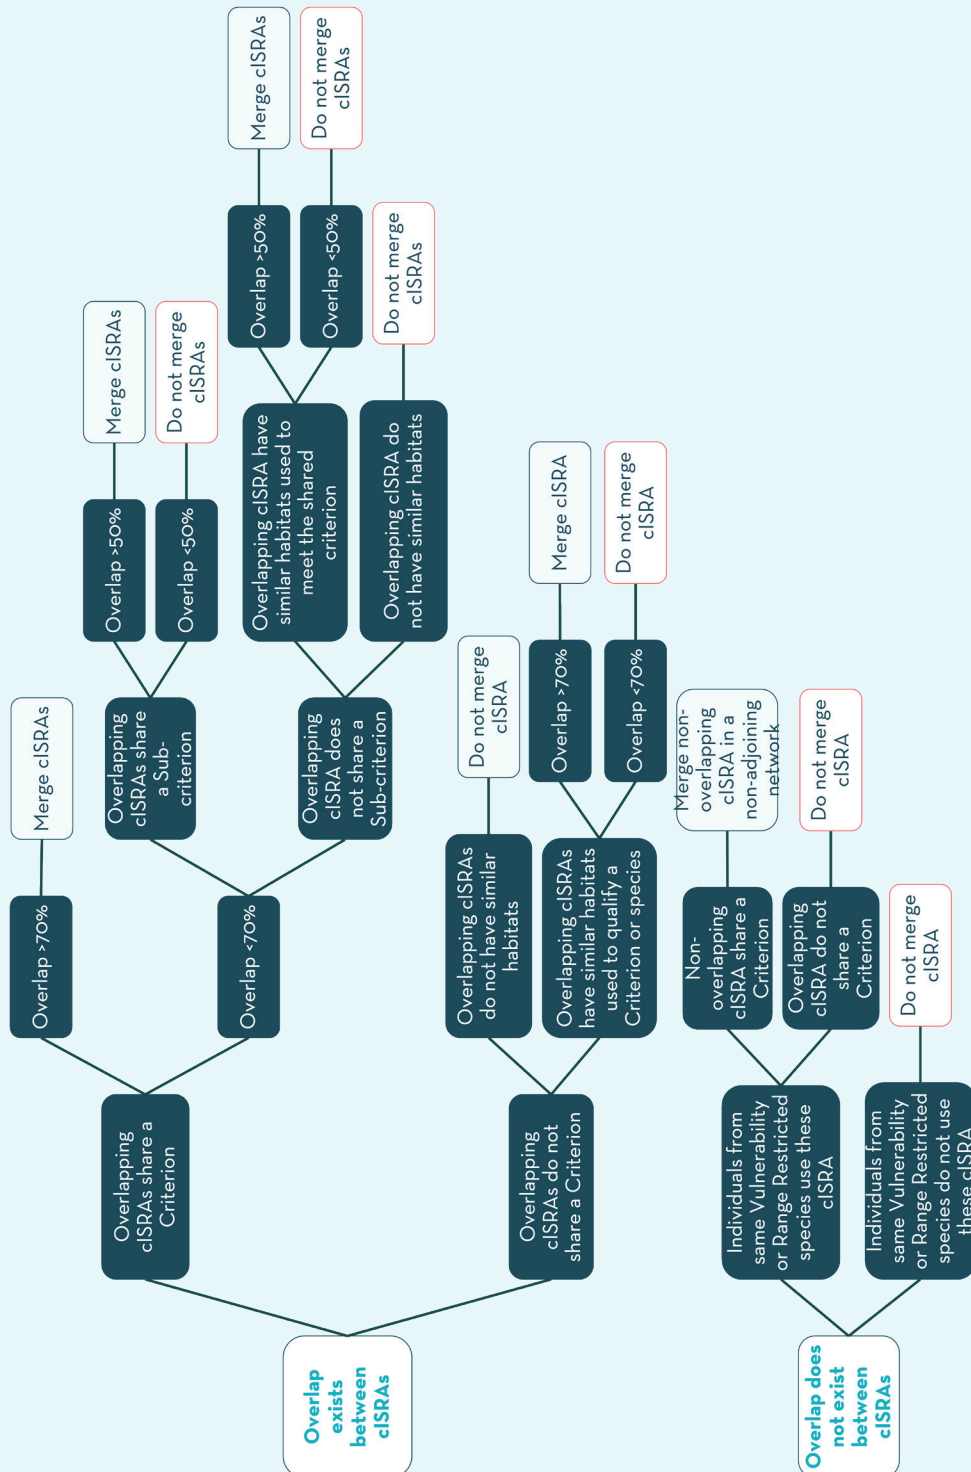 Overlap
exists
between
cISRAs
Overlapping
cISRAs share a
Criterion
Overlap >70%
Merge cISRAs
Overlap <70%
Overlapping
cISRAs share
a Sub-
criterion
Overlap >50%
Merge cISRAs
Overlap <50%
Do not merge
cISRAs
Overlapping
cISRA does
not share a
Sub-criterion
Overlapping cISRA have
similar habitats used to
meet the shared
criterion
Overlap >50%
Merge cISRAs
Overlap <50%
Do not merge
cISRAs
Overlapping cISRA do
not have similar habitats
Do not merge
cISRAs
Overlapping
cISRAs do not
share a Criterion
Overlapping cISRAs
do not have similar
habitats
Do not merge
cISRA
Overlapping cISRAs
have similar habitats
used to qualify a
Criterion or species
Overlap >70%
Merge cISRA
Overlap <70%
Do not merge
cISRA
Overlap does
not exist
between
cISRAs
Individuals from
same Vulnerability
or Range Restricted
species use these
cISRA
Non-
overlapping
cISRA share a
Criterion
Merge non-
overlapping
cISRA in a
non-adjoining
network
Overlapping
cISRA do not
share a
Criterion
Do not merge
cISRA
Individuals from
same Vulnerability
or Range Restricted
species do not use
these cISRA
Do not merge
cISRA